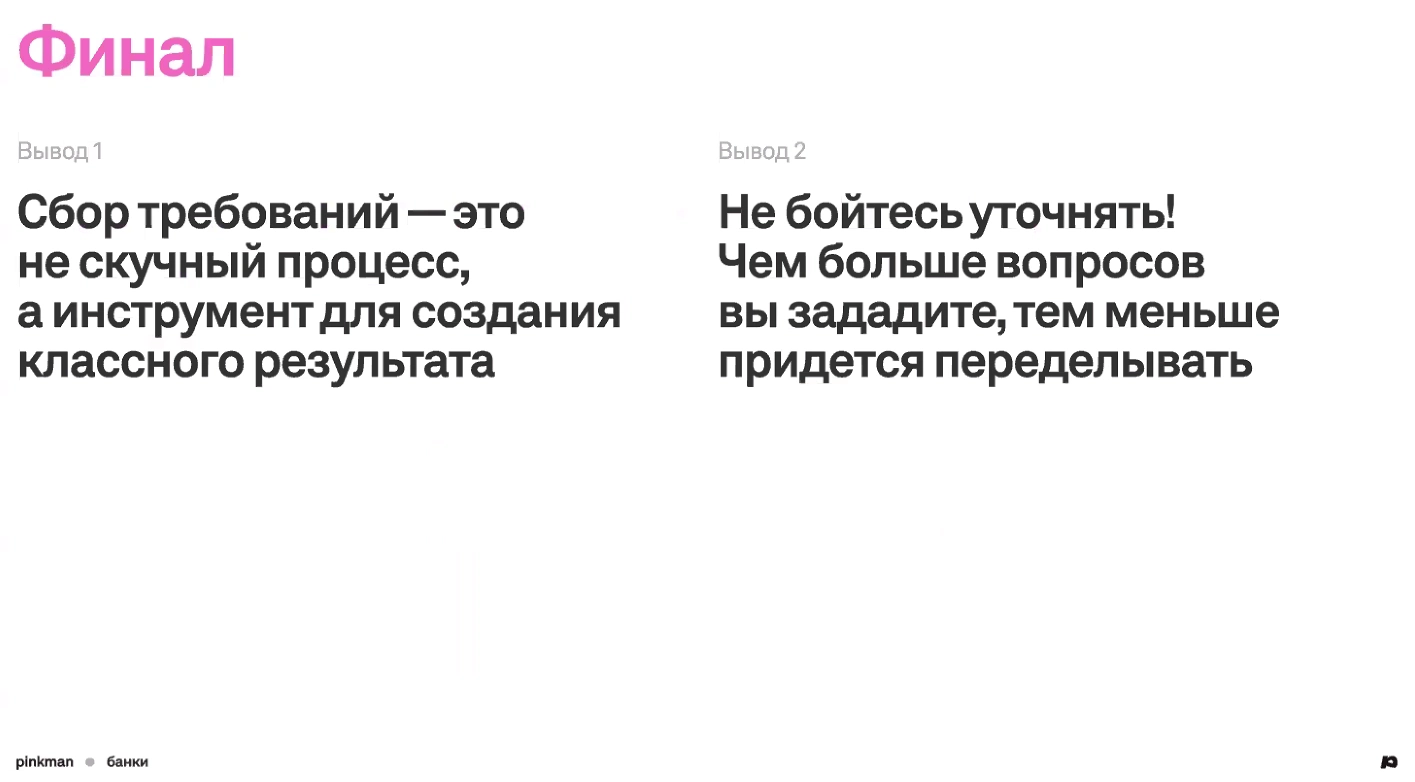 Финал
Вывод 1
Сбор требований — это
не скучный процесс,
а инструмент для создания
классного результата
Вывод 2
Не бойтесь уточнять!
Чем больше вопросов
вы зададите, тем меньше
придется переделывать
pinkman ● банки
p